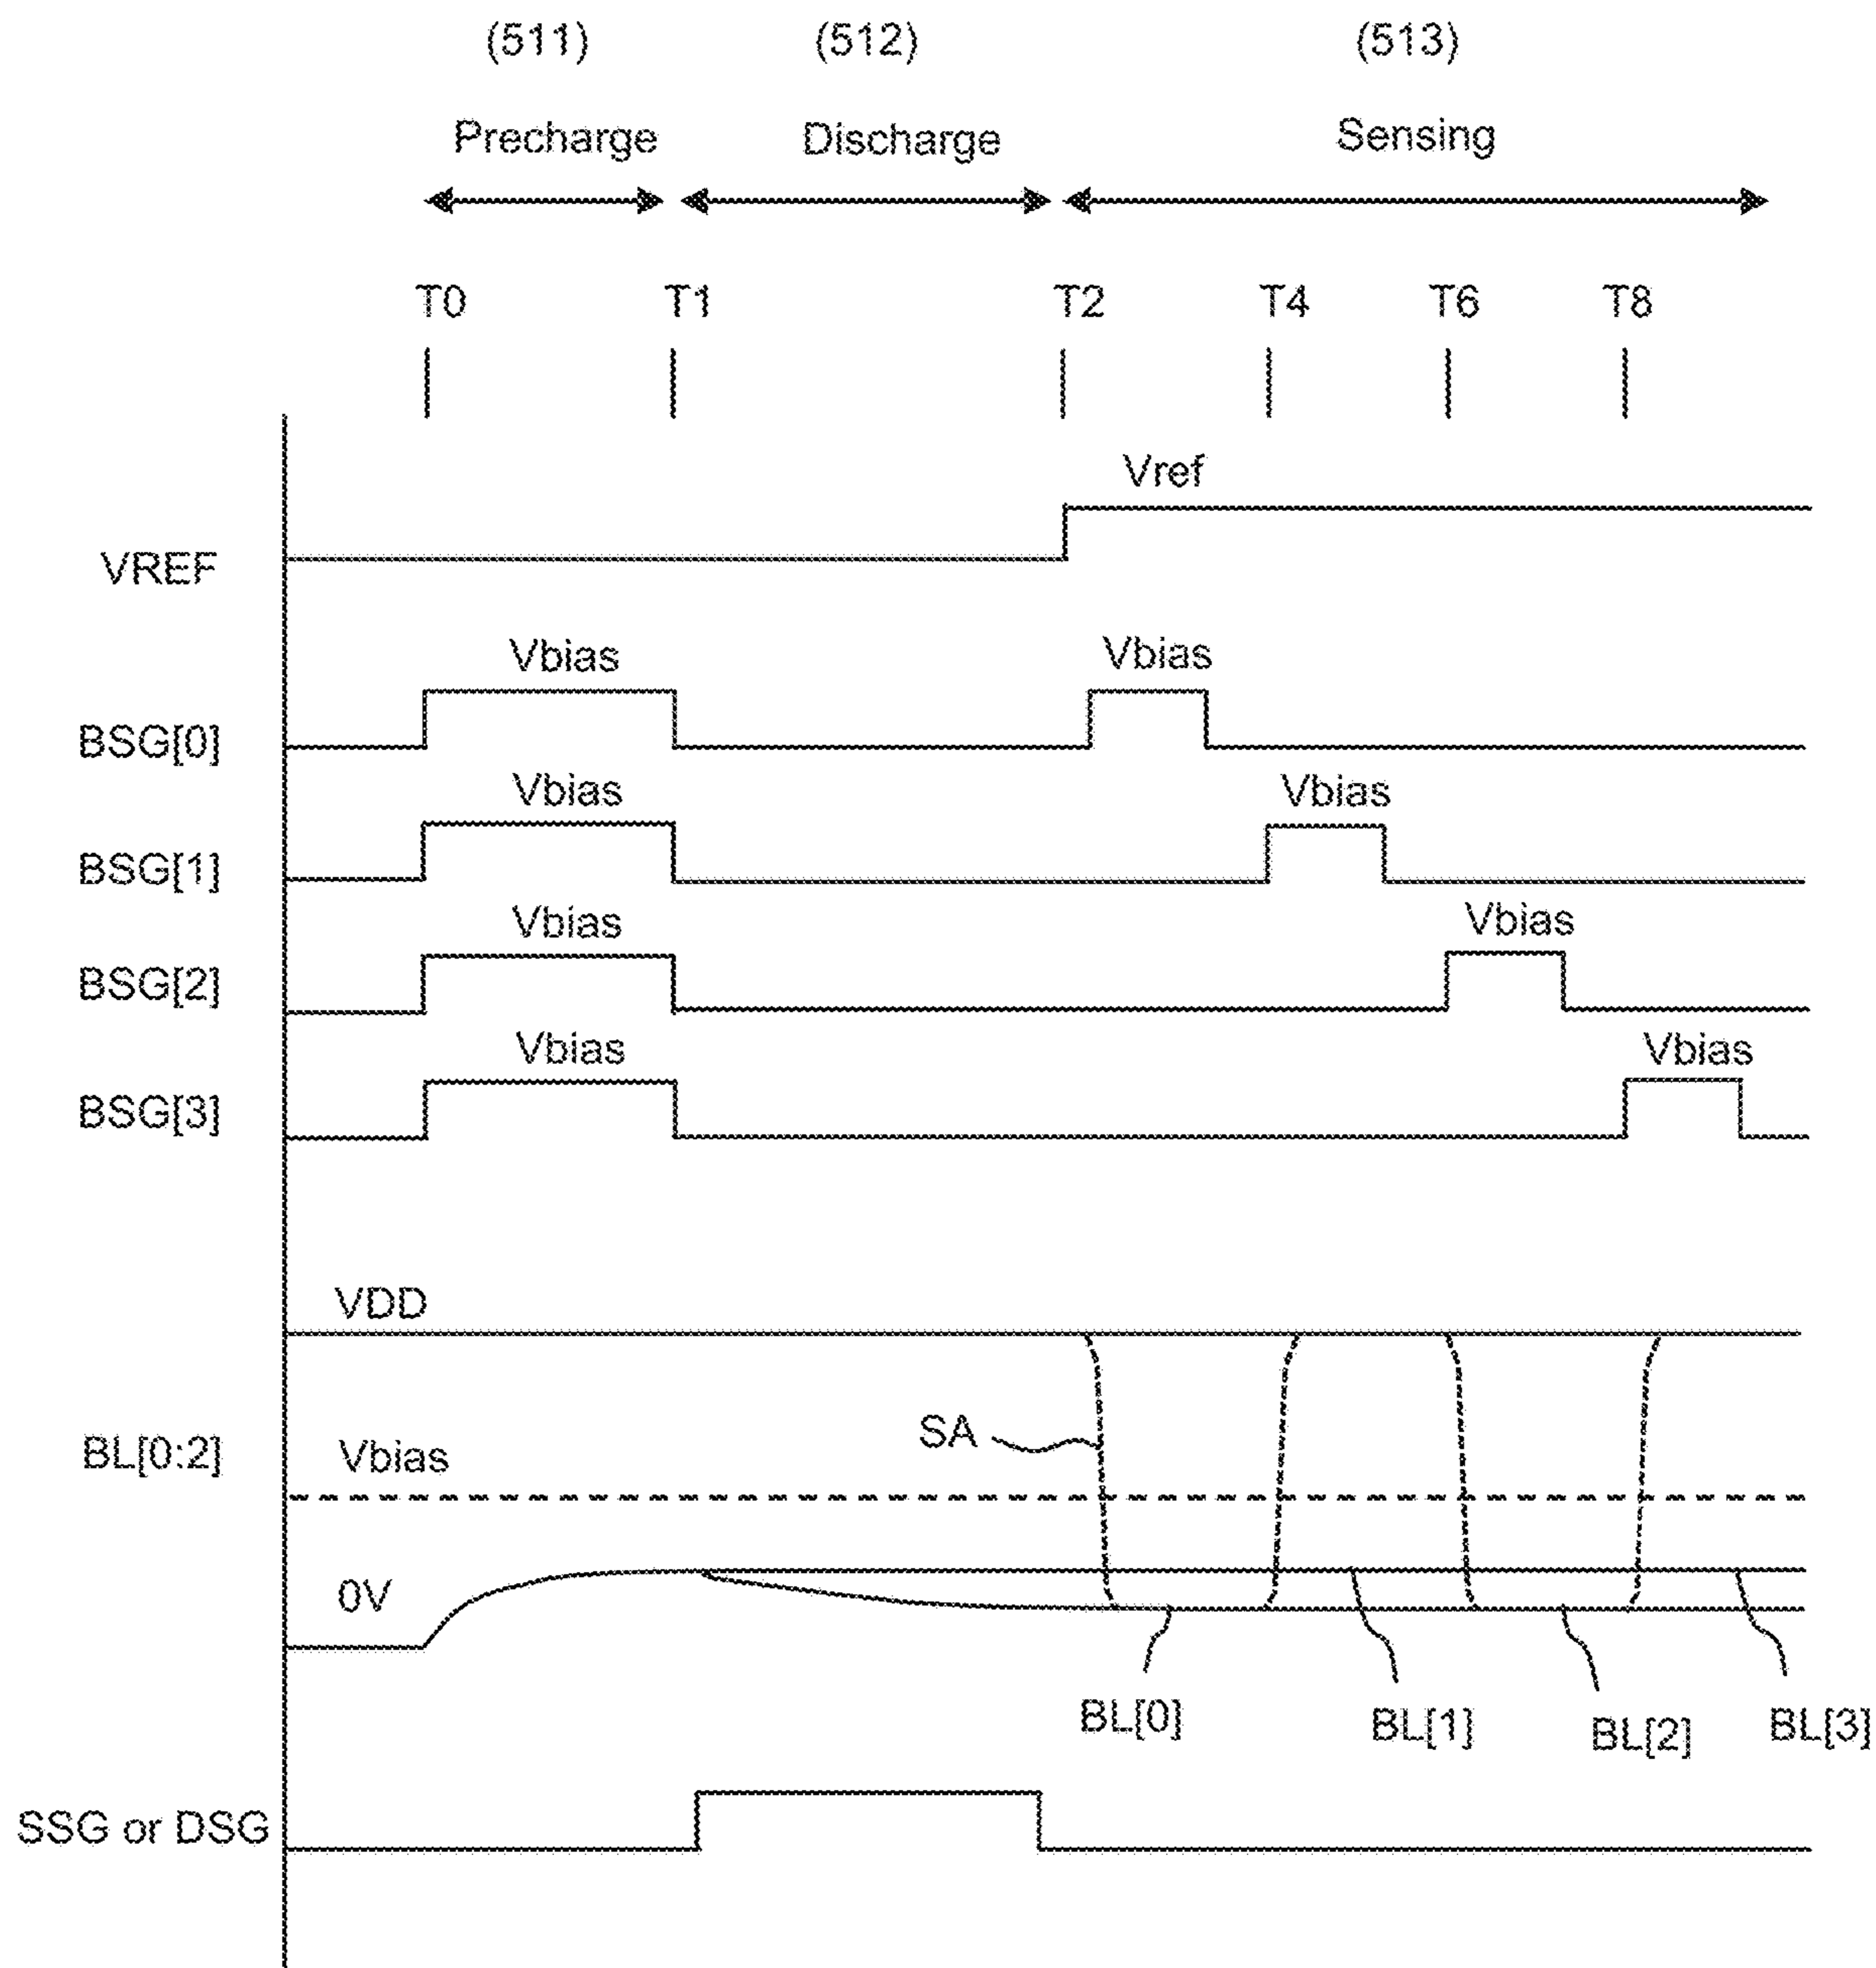 (511) (512) (513)
Precharge Discharge Sensing
T0 T1 T2 T4 T6 T8
Vref
VREF
Vbias Vbias
BSG[0]
Vbias Vbias
BSG[1]
Vbias Vbias
BSG[2]
Vbias Vbias
BSG[3]
VDD
SA
BL[0:2] Vbias
0V
BL[0] BL[1] BL[2] BL[3]
SSG or DSG